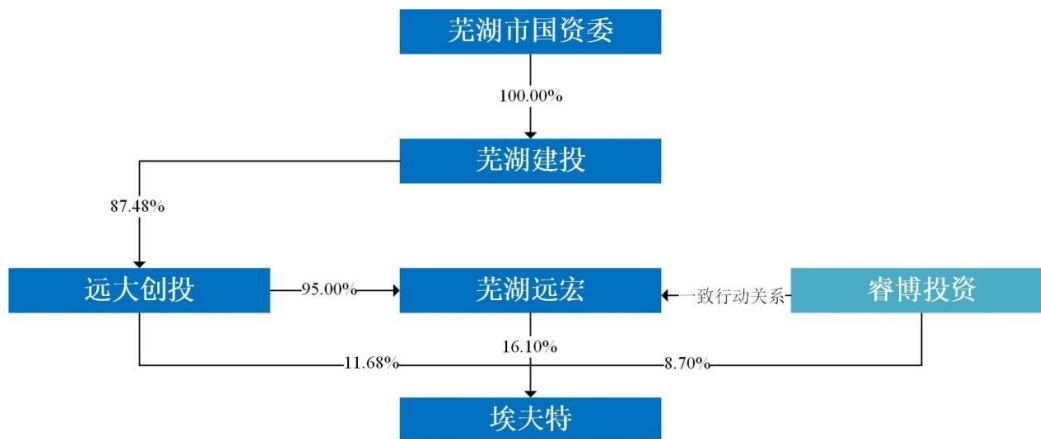 芜湖市国资委
100.00%
芜湖建投
87.48%
远大创投
95.00%
芜湖远宏
一致行动关系
睿博投资
11.68%
16.10%
8.70%
埃夫特